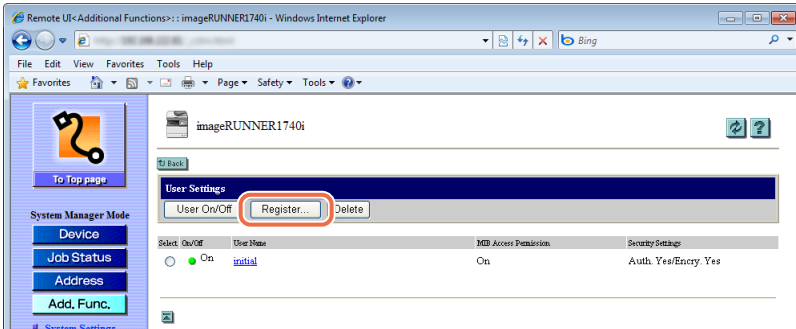 Remote UI<Additional Functions>: : imageRUNNER1740i - Windows Internet Explorer
Bing
File Edit View Favorites Tools Help
Favorites Page Safety Tools
imageRUNNER1740i
To Top page
Back
User Settings
User On/Off Register... Delete
System Manager Mode
Device
Job Status
Address
Add. Func.
System Settings
Select On/Off User Name MIB Access Permission Security Settings
On initial On Auth. Yes/Encry. Yes